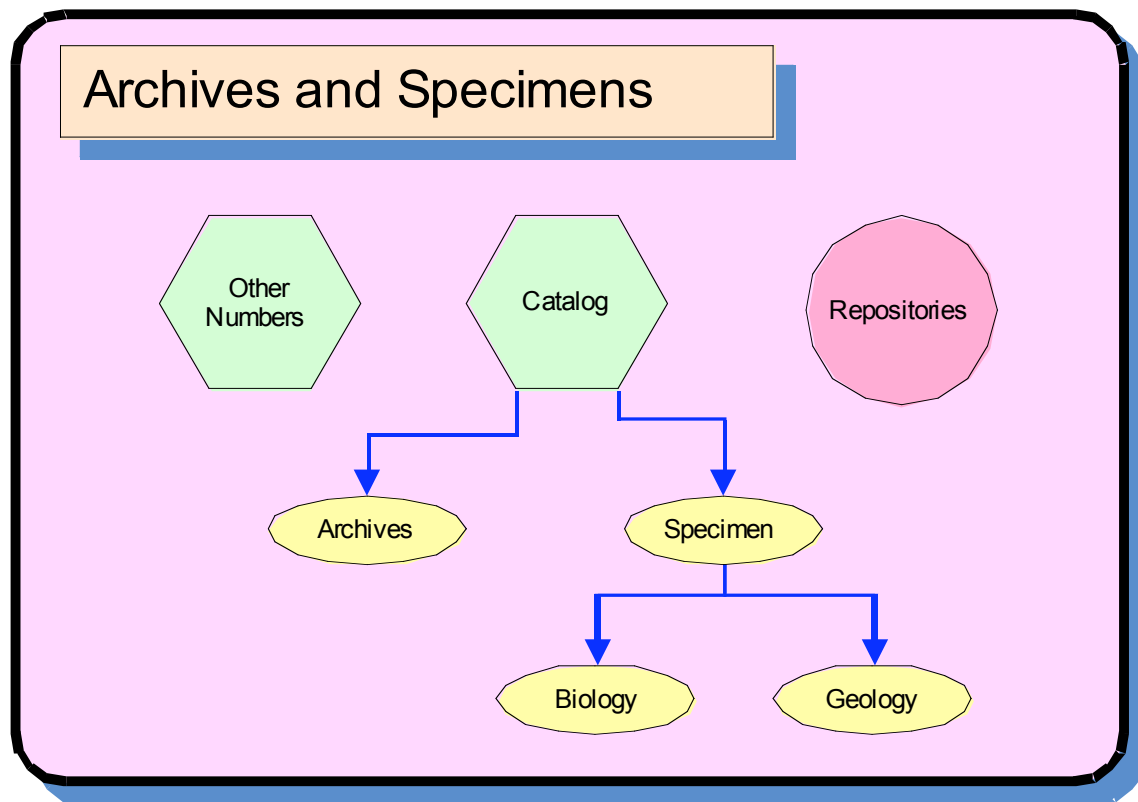 Archives and Specimens
Other
Numbers
Catalog
Repositories
Archives
Specimen
Biology
Geology